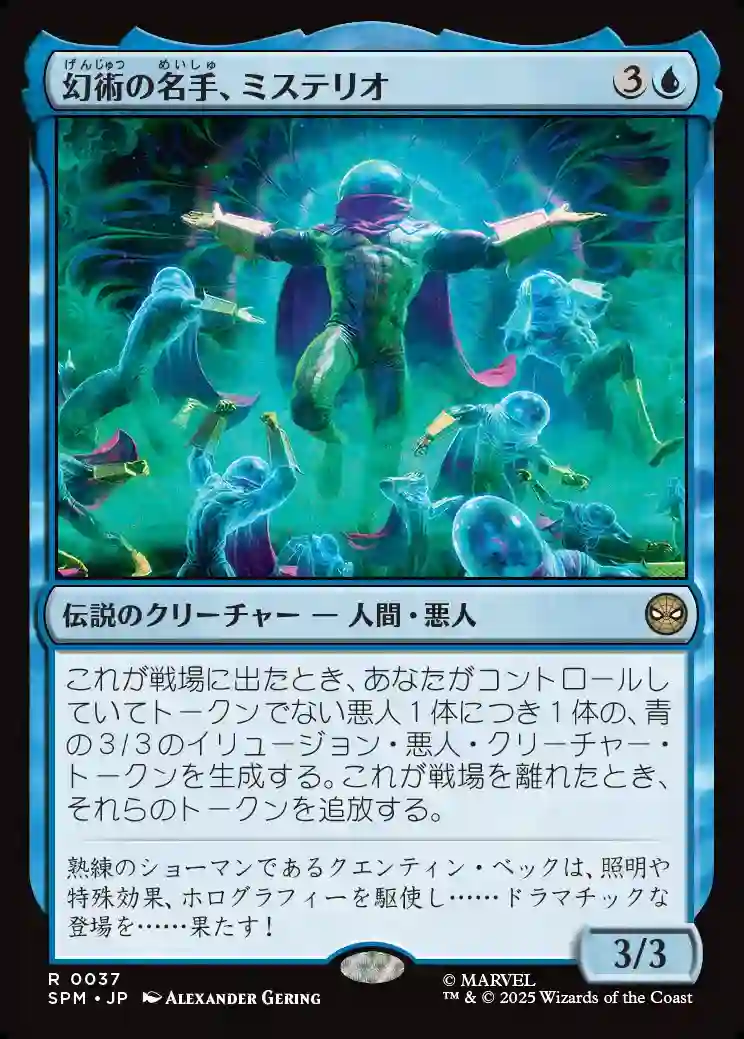 げんじゅつ めいしゅ
幻術の名手、ミステリオ 3
伝説のクリーチャー — 人間・悪人
これが戦場に出たとき、あなたがコントロールし
ていてトークンでない悪人1体につき1体の、青
の3/3のイリュージョン・悪人・クリーチャー・
トークンを生成する。これが戦場を離れたとき、
それらのトークンを追放する。
熟練のショーマンであるクエンティン・ベックは、照明や
特殊効果、ホログラフィーを駆使し……ドラマチックな
登場を……果たす!
3/3
R 0037
SPM • JP ALEXANDER GERING
© MARVEL
™ & © 2025 Wizards of the Coast